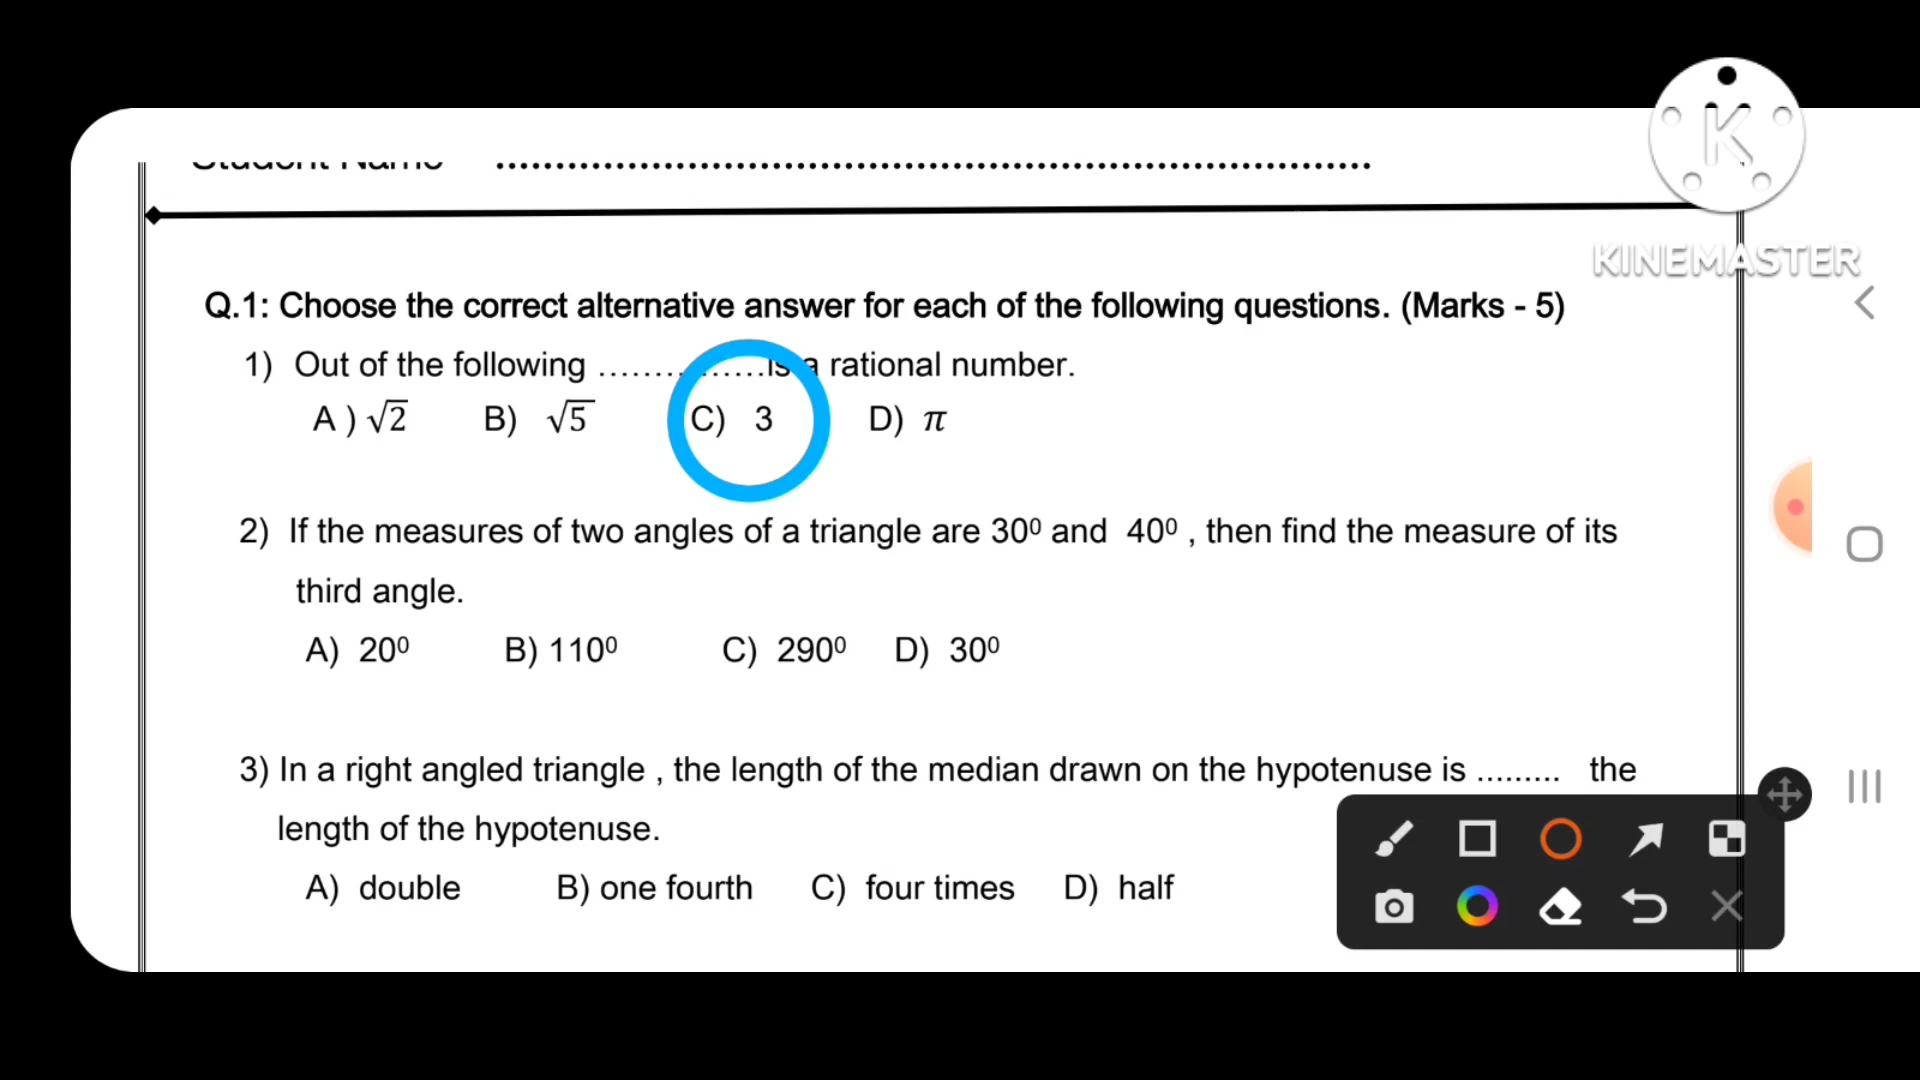 Student Name ..........................................................................
K
KINEMASTER
Q.1: Choose the correct alternative answer for each of the following questions. (Marks - 5)
1) Out of the following ...............is a rational number.
A ) √2 B) √5 C) 3 D) π
2) If the measures of two angles of a triangle are 30⁰ and 40⁰ , then find the measure of its
third angle.
A) 20⁰ B) 110⁰ C) 290⁰ D) 30⁰
3) In a right angled triangle , the length of the median drawn on the hypotenuse is ......... the
length of the hypotenuse.
A) double B) one fourth C) four times D) half